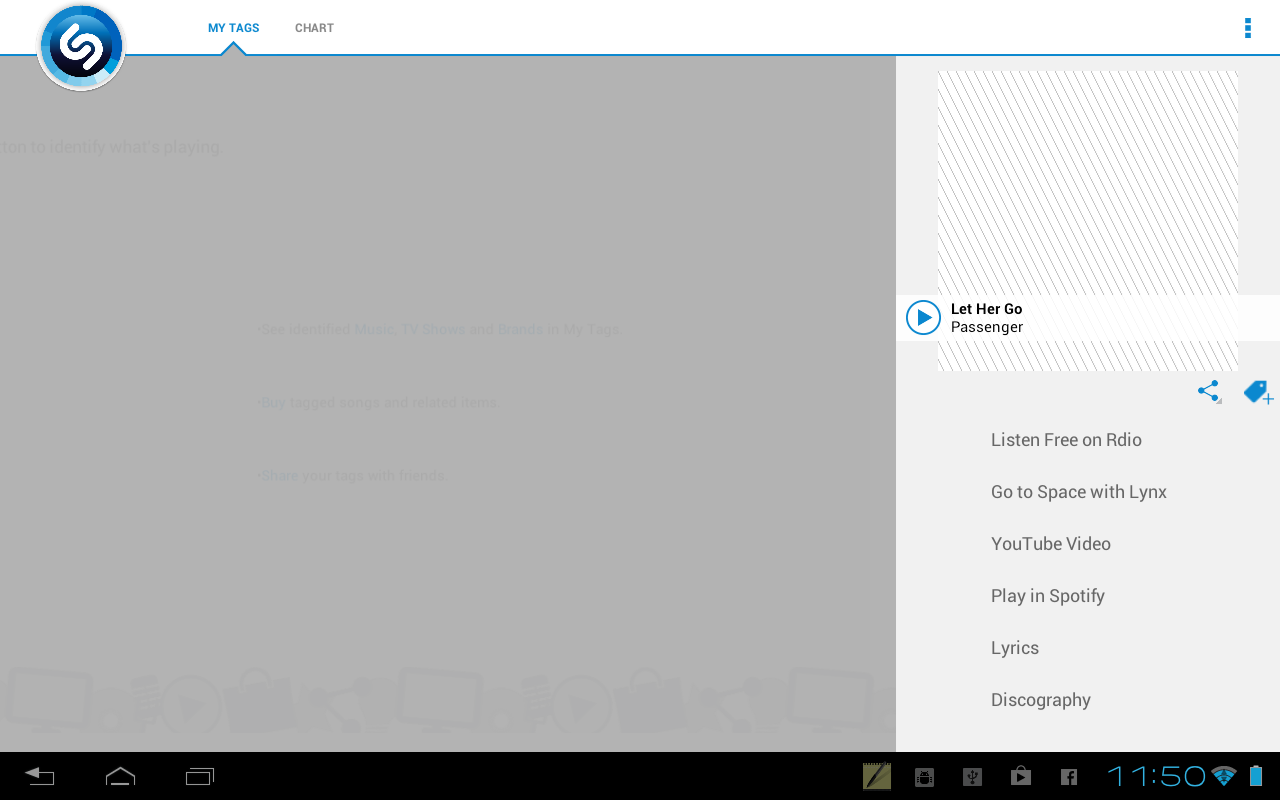 MY TAGS
CHART
ton to identify what's playing.
•See identified Music, TV Shows and Brands in My Tags.
•Buy tagged songs and related items
•Share your tags with friends
Let Her Go
Passenger
Listen Free on Rdio
Go to Space with Lynx
YouTube Video
Play in Spotify
Lyrics
Discography
11:50